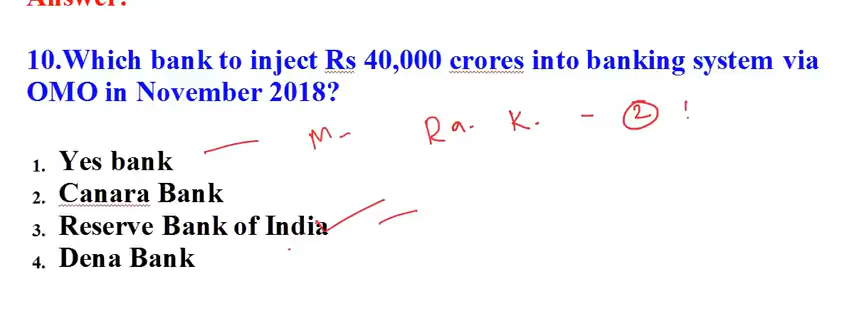 10.Which bank to inject Rs 40,000 crores into banking system via
OMO in November 2018?
M- Ra. K. - 2 !
1. Yes bank
2. Canara Bank
3. Reserve Bank of India
4. Dena Bank